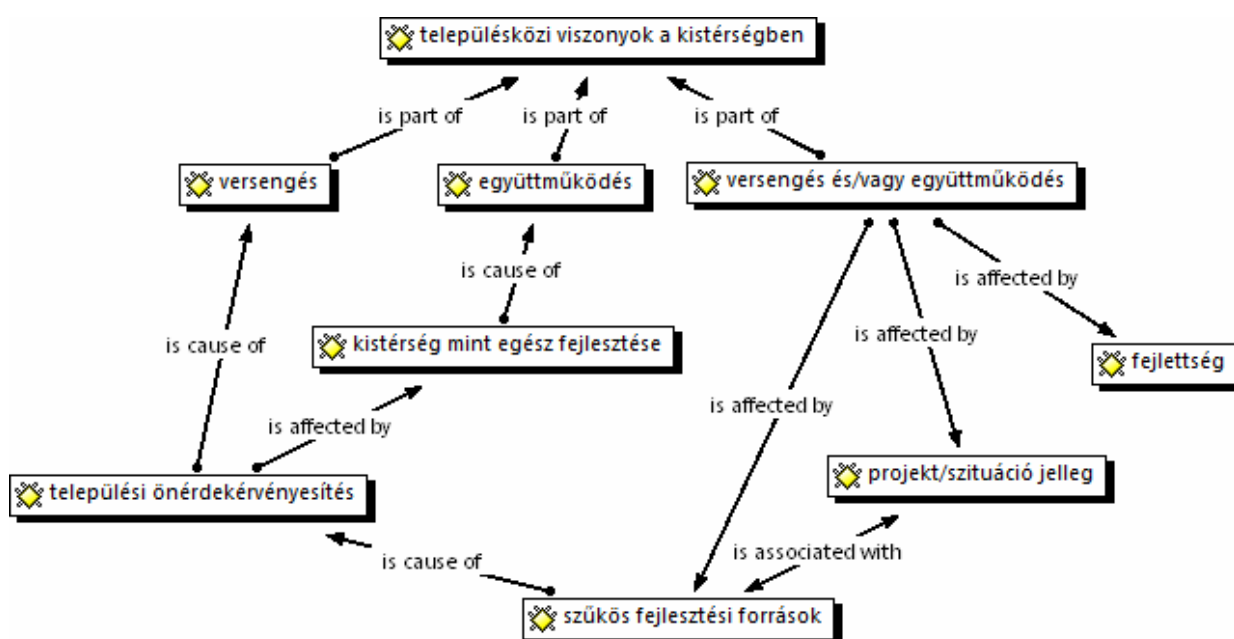 településközi viszonyok a kistérségben
is part of
is part of
is part of
versengés
együttműködés
versengés és/vagy együttműködés
is cause of
is affected by
is cause of
kistérség mint egész fejlesztése
is affected by
fejlettség
is affected by
is affected by
települési önérdekérvényesítés
projekt/szituáció jelleg
is cause of
is associated with
szűkös fejlesztési források